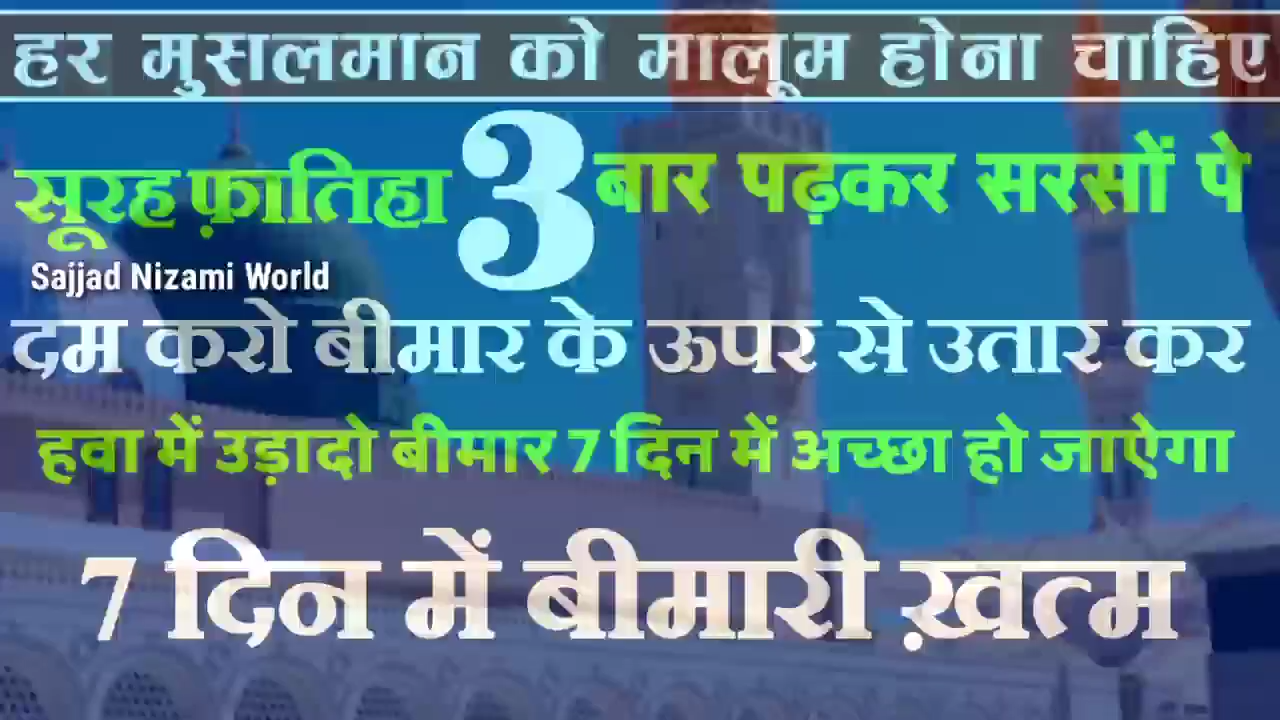 हर मुसलमान को मालूम होना चाहिए
सूरह फ़ातिहा 3 बार पढ़कर सरसों पे
Sajjad Nizami World
दम करो बीमार के ऊपर से उतार कर
हवा में उड़ादो बीमार 7 दिन में अच्छा हो जाऐगा
7 दिन में बीमारी ख़त्म